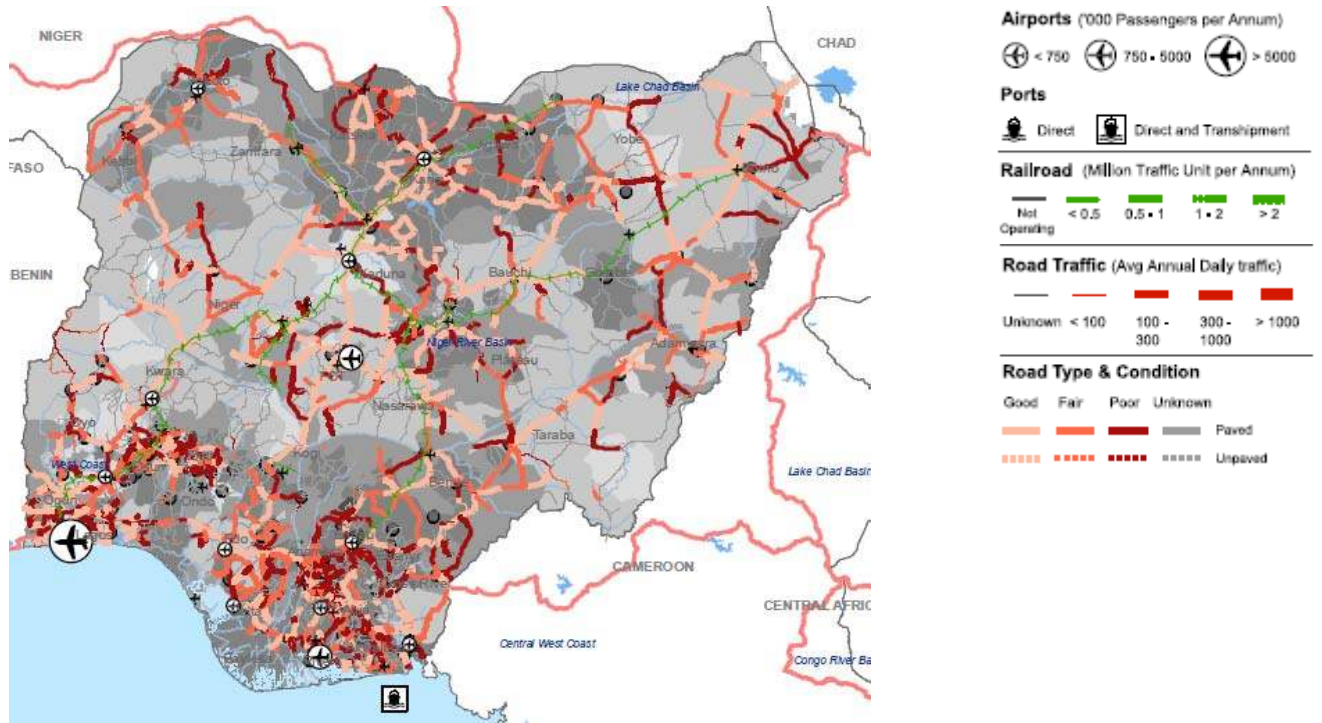 NIGER
CHAD
Lake Chad Basin
Yobe
Zamfara
FASO
BENIN
Kaduna
Bauchi
Niger
Niger River Basin
Plateau
Adamawa
Kwara
Nasarawa
Taraba
Kogi
West Coast
Ondo
Lake Chad Basin
CAMEROON
CENTRAL AFRIC
Central West Coast
Congo River Ba
Airports ('000 Passengers per Annum)
< 750 750 - 5000 > 5000
Ports
Direct Direct and Transhipment
Railroad (Million Traffic Unit per Annum)
Not Operating < 0.5 0.5 - 1 1 - 2 > 2
Road Traffic (Avg Annual Daily traffic)
Unknown < 100 100 - 300 300 - 1000 > 1000
Road Type & Condition
Good Fair Poor Unknown
Paved
Unpaved